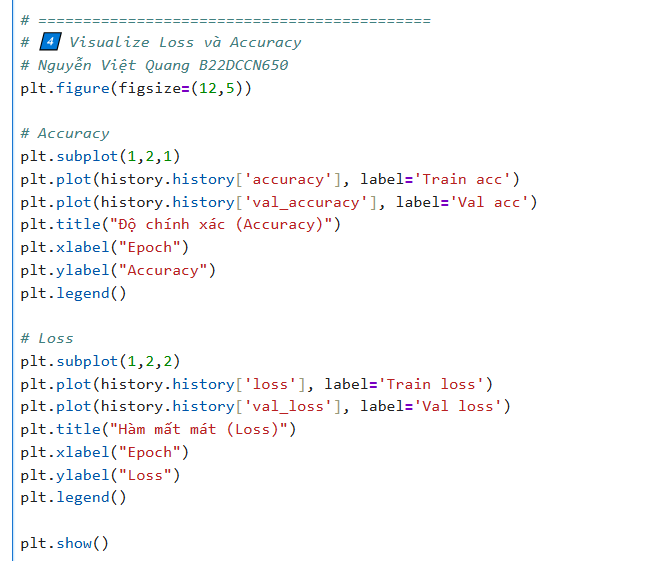 # ============================================
# 4️⃣ Visualize Loss và Accuracy
# Nguyễn Việt Quang B22DCCN650
plt.figure(figsize=(12,5))
# Accuracy
plt.subplot(1,2,1)
plt.plot(history.history['accuracy'], label='Train acc')
plt.plot(history.history['val_accuracy'], label='Val acc')
plt.title("Độ chính xác (Accuracy)")
plt.xlabel("Epoch")
plt.ylabel("Accuracy")
plt.legend()
# Loss
plt.subplot(1,2,2)
plt.plot(history.history['loss'], label='Train loss')
plt.plot(history.history['val_loss'], label='Val loss')
plt.title("Hàm mất mát (Loss)")
plt.xlabel("Epoch")
plt.ylabel("Loss")
plt.legend()
plt.show()